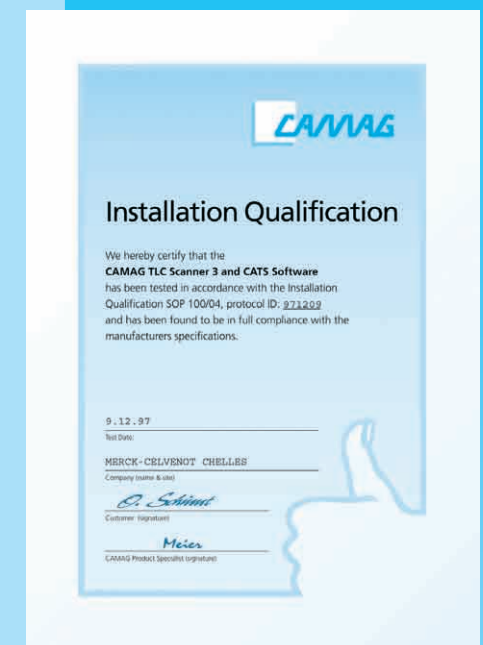 CAMAG
Installation Qualification
We hereby certify that the
CAMAG TLC Scanner 3 and CATS Software
has been tested in accordance with the Installation
Qualification SOP 100/04, protocol ID: 971209
and has been found to be in full compliance with the
manufacturers specifications.
9.12.97
Test Date:
MERCK-CELVENOT CHELLES
Company (name & site)
Customer (signature)
Meier
CAMAG Product Specialist (signature)